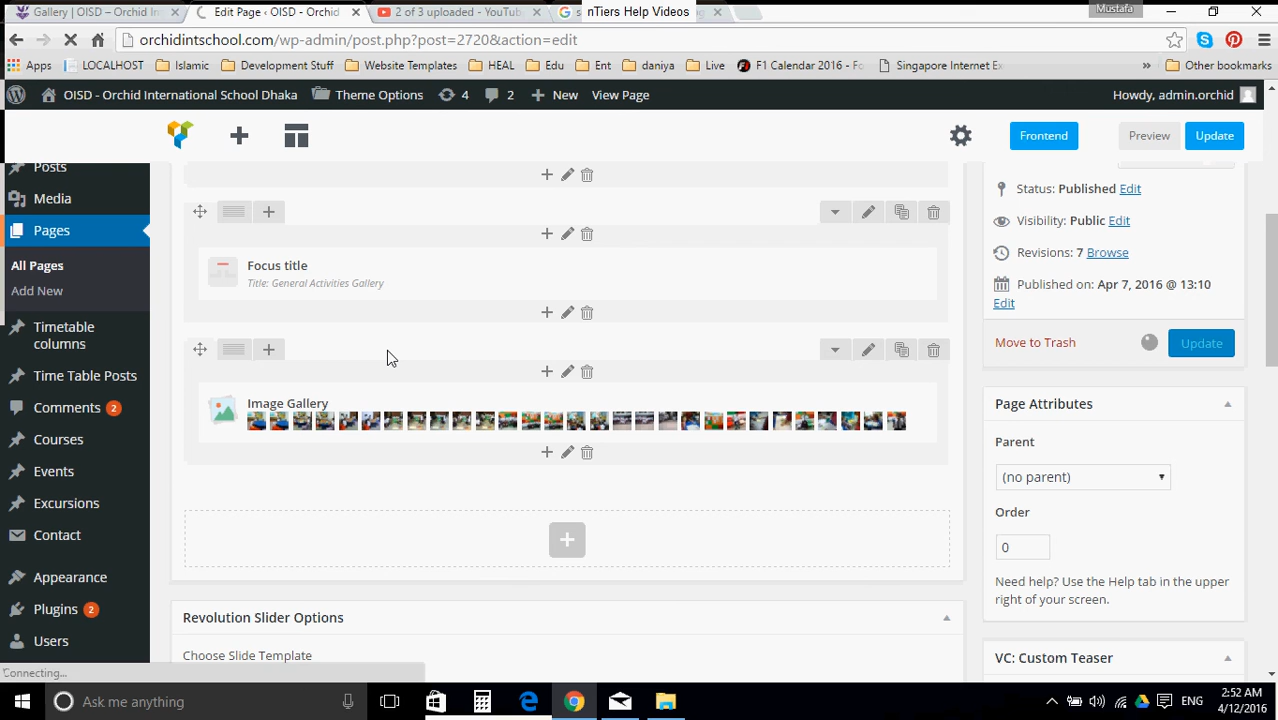 Mustafa
Gallery | OISD – Orchid In
Edit Page ‹ OISD - Orchid
2 of 3 uploaded - YouTub
nTiers Help Videos
orchidintschool.com/wp-admin/post.php?post=2720&action=edit
Apps
LOCALHOST
Islamic
Development Stuff
Website Templates
HEAL
Edu
Ent
daniya
Live
F1 Calendar 2016 - Fo
Singapore Internet Ex
»
Other bookmarks
OISD - Orchid International School Dhaka
Theme Options
4
2
New
View Page
Howdy, admin.orchid
Frontend
Preview
Update
Posts
Media
Pages
All Pages
Add New
Timetable
columns
Time Table Posts
Comments 2
Courses
Events
Excursions
Contact
Appearance
Plugins 2
Users
Focus title
Title: General Activities Gallery
Image Gallery
Revolution Slider Options
Choose Slide Template
Status: Published Edit
Visibility: Public Edit
Revisions: 7 Browse
Published on: Apr 7, 2016 @ 13:10
Edit
Move to Trash
Update
Page Attributes
Parent
(no parent)
Order
0
Need help? Use the Help tab in the upper
right of your screen.
VC: Custom Teaser
Connecting...
Ask me anything
ENG
2:52 AM
4/12/2016